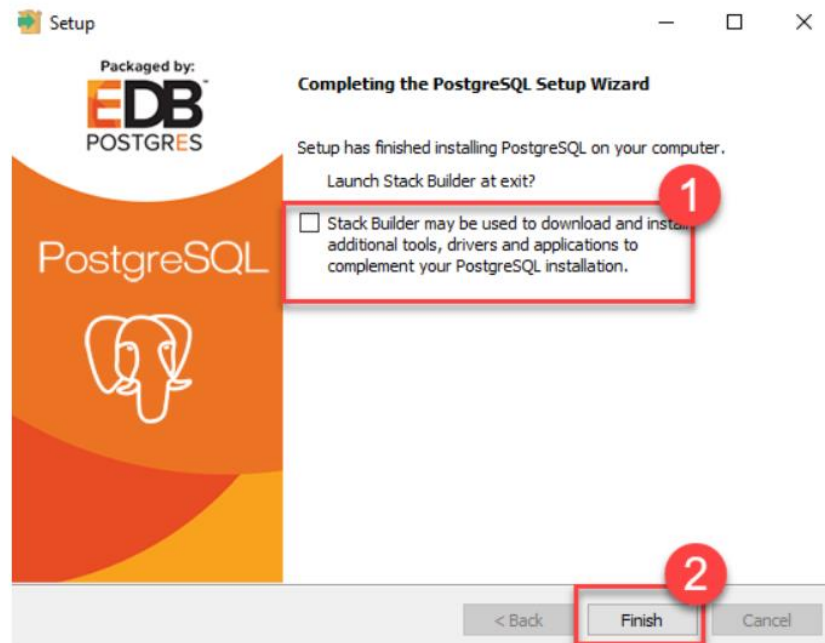 Setup
Packaged by:
EDB
POSTGRES
PostgreSQL
Completing the PostgreSQL Setup Wizard
Setup has finished installing PostgreSQL on your computer.
Launch Stack Builder at exit?
1
Stack Builder may be used to download and install
additional tools, drivers and applications to
complement your PostgreSQL installation.
2
< Back
Finish
Cancel